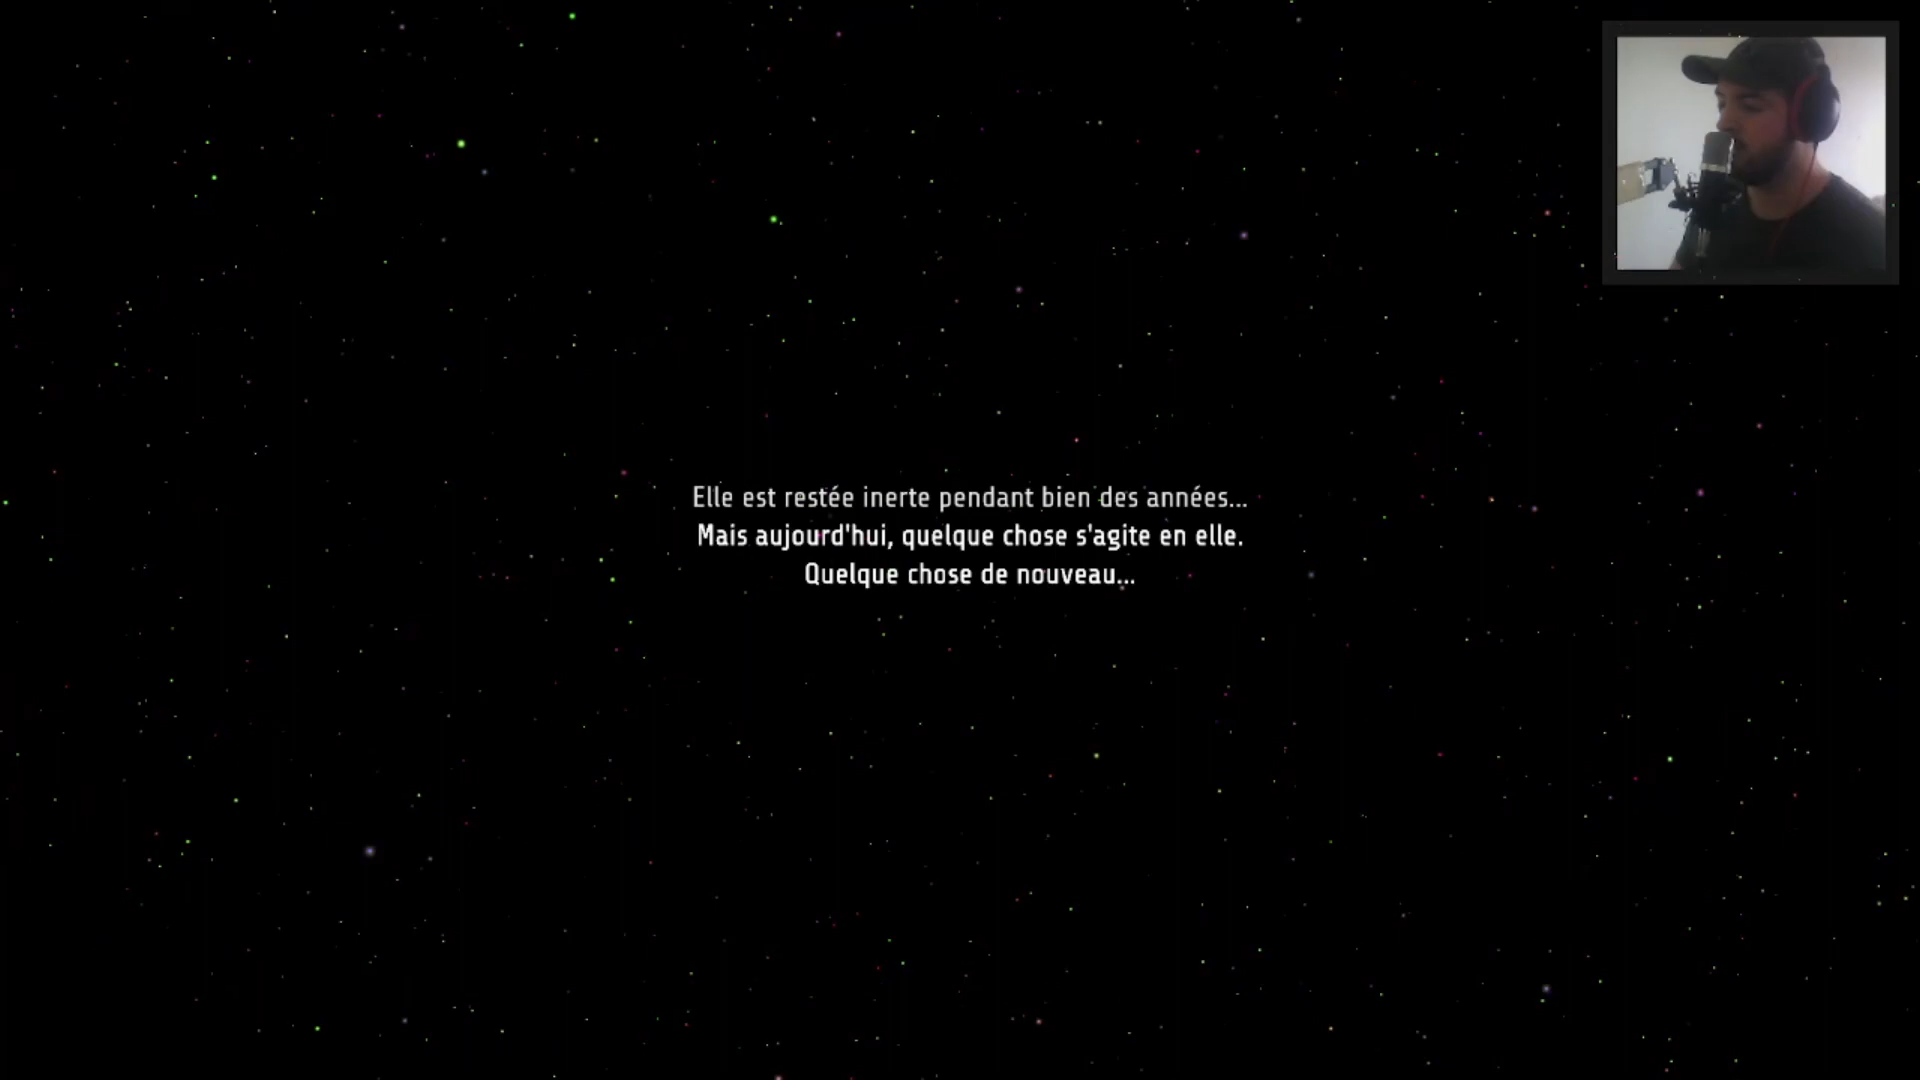 Elle est restée inerte pendant bien des années...
Mais aujourd'hui, quelque chose s'agite en elle.
Quelque chose de nouveau...